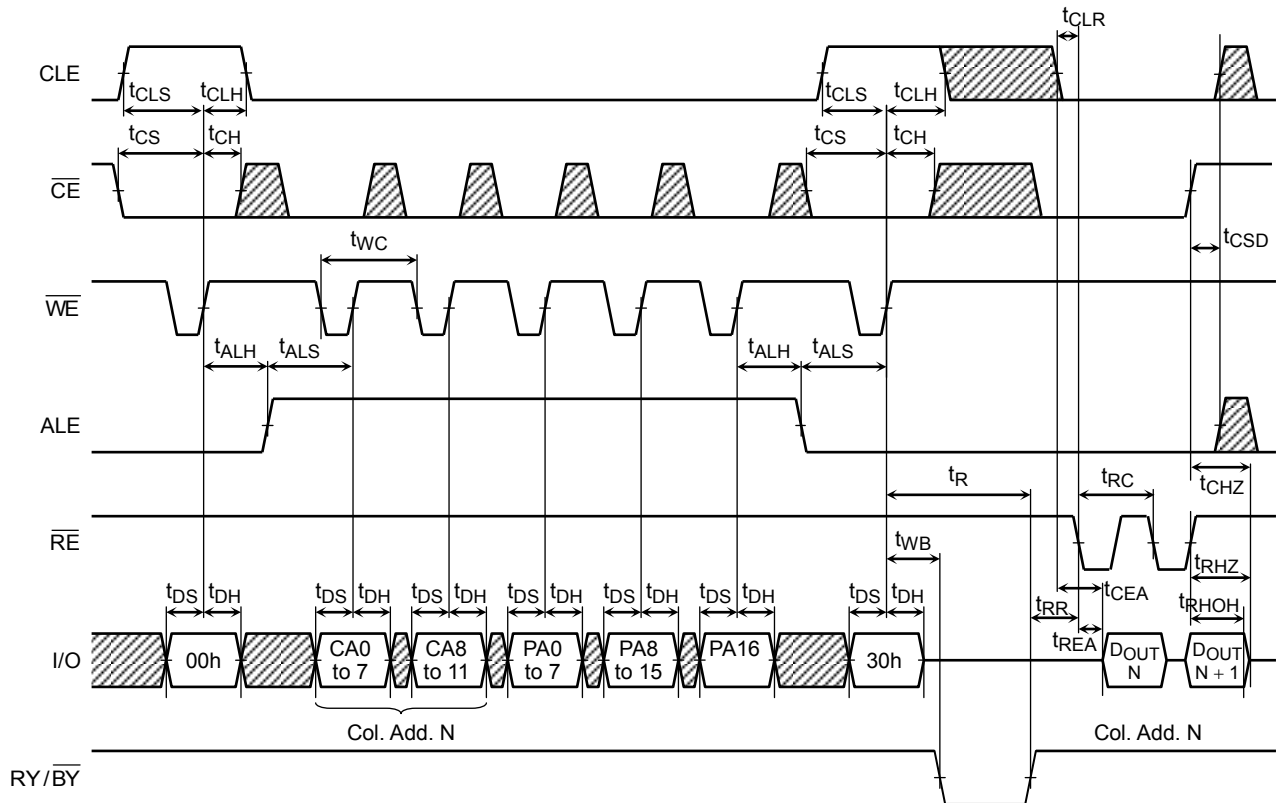 tCLR
CLE
tCLS tCLH tCLS tCLH
tCS tCH tCS tCH
CE
tWC tCSD
WE
tALH tALS tALH tALS
ALE
tR tRC tCHZ
RE
tWB tRHZ
tDS tDH tDS tDH tDS tDH tDS tDH tDS tDH tDS tDH tDS tDH tRR tCEA tRHOH
tREA
I/O 00h CA0 to 7 CA8 to 11 PA0 to 7 PA8 to 15 PA16 30h DOUT N DOUT N + 1
Col. Add. N Col. Add. N
RY/BY